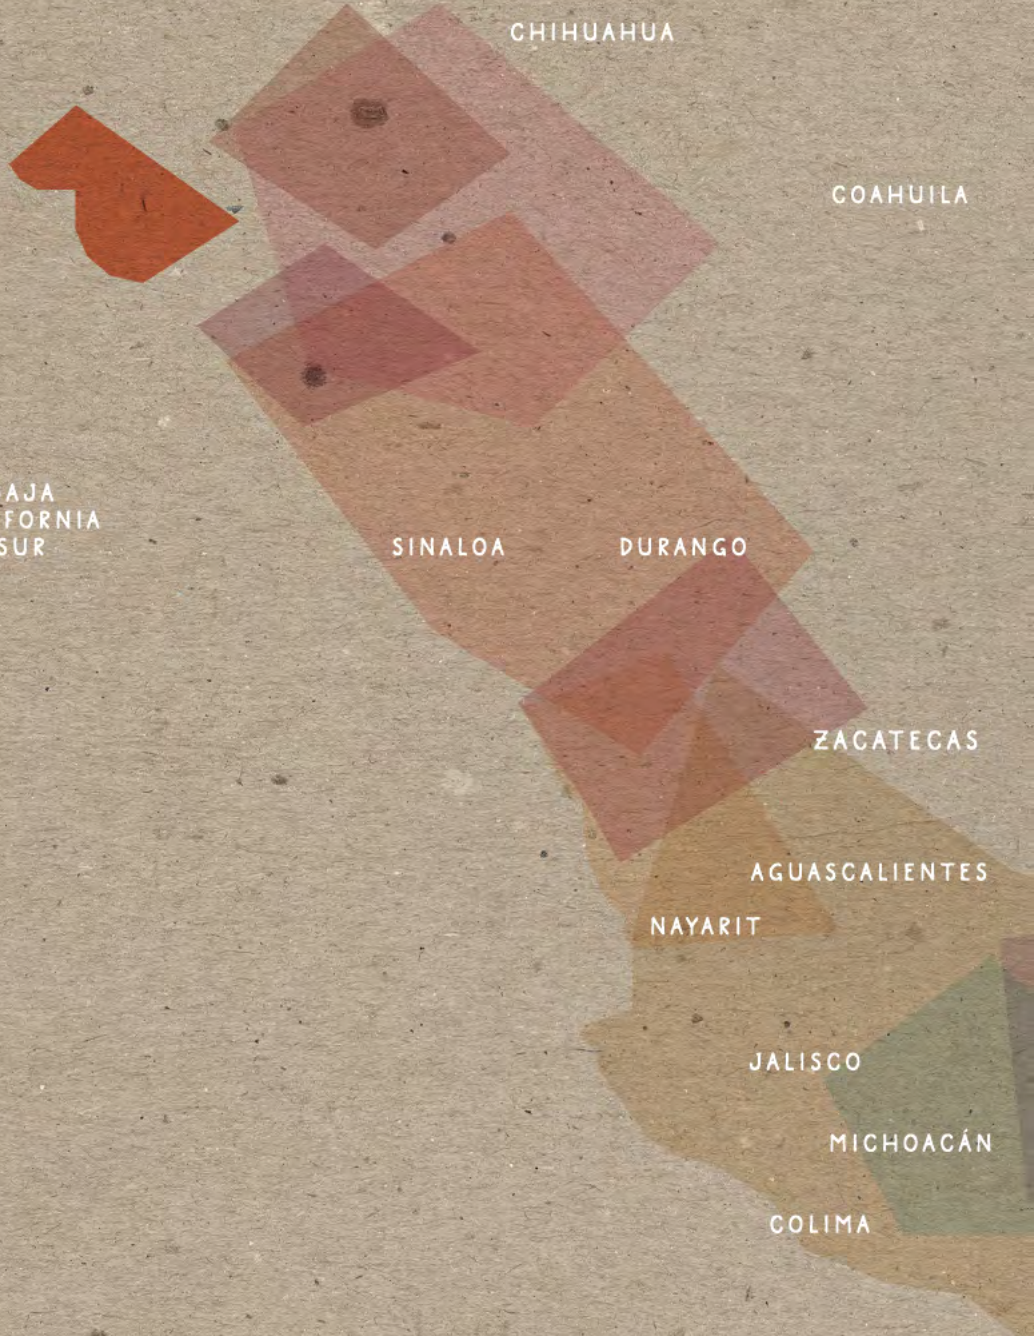 CHIHUAHUA
COAHUILA
AJA
FORNIA
SUR
SINALOA
DURANGO
ZACATECAS
AGUASCALIENTES
NAYARIT
JALISCO
MICHOACÁN
COLIMA